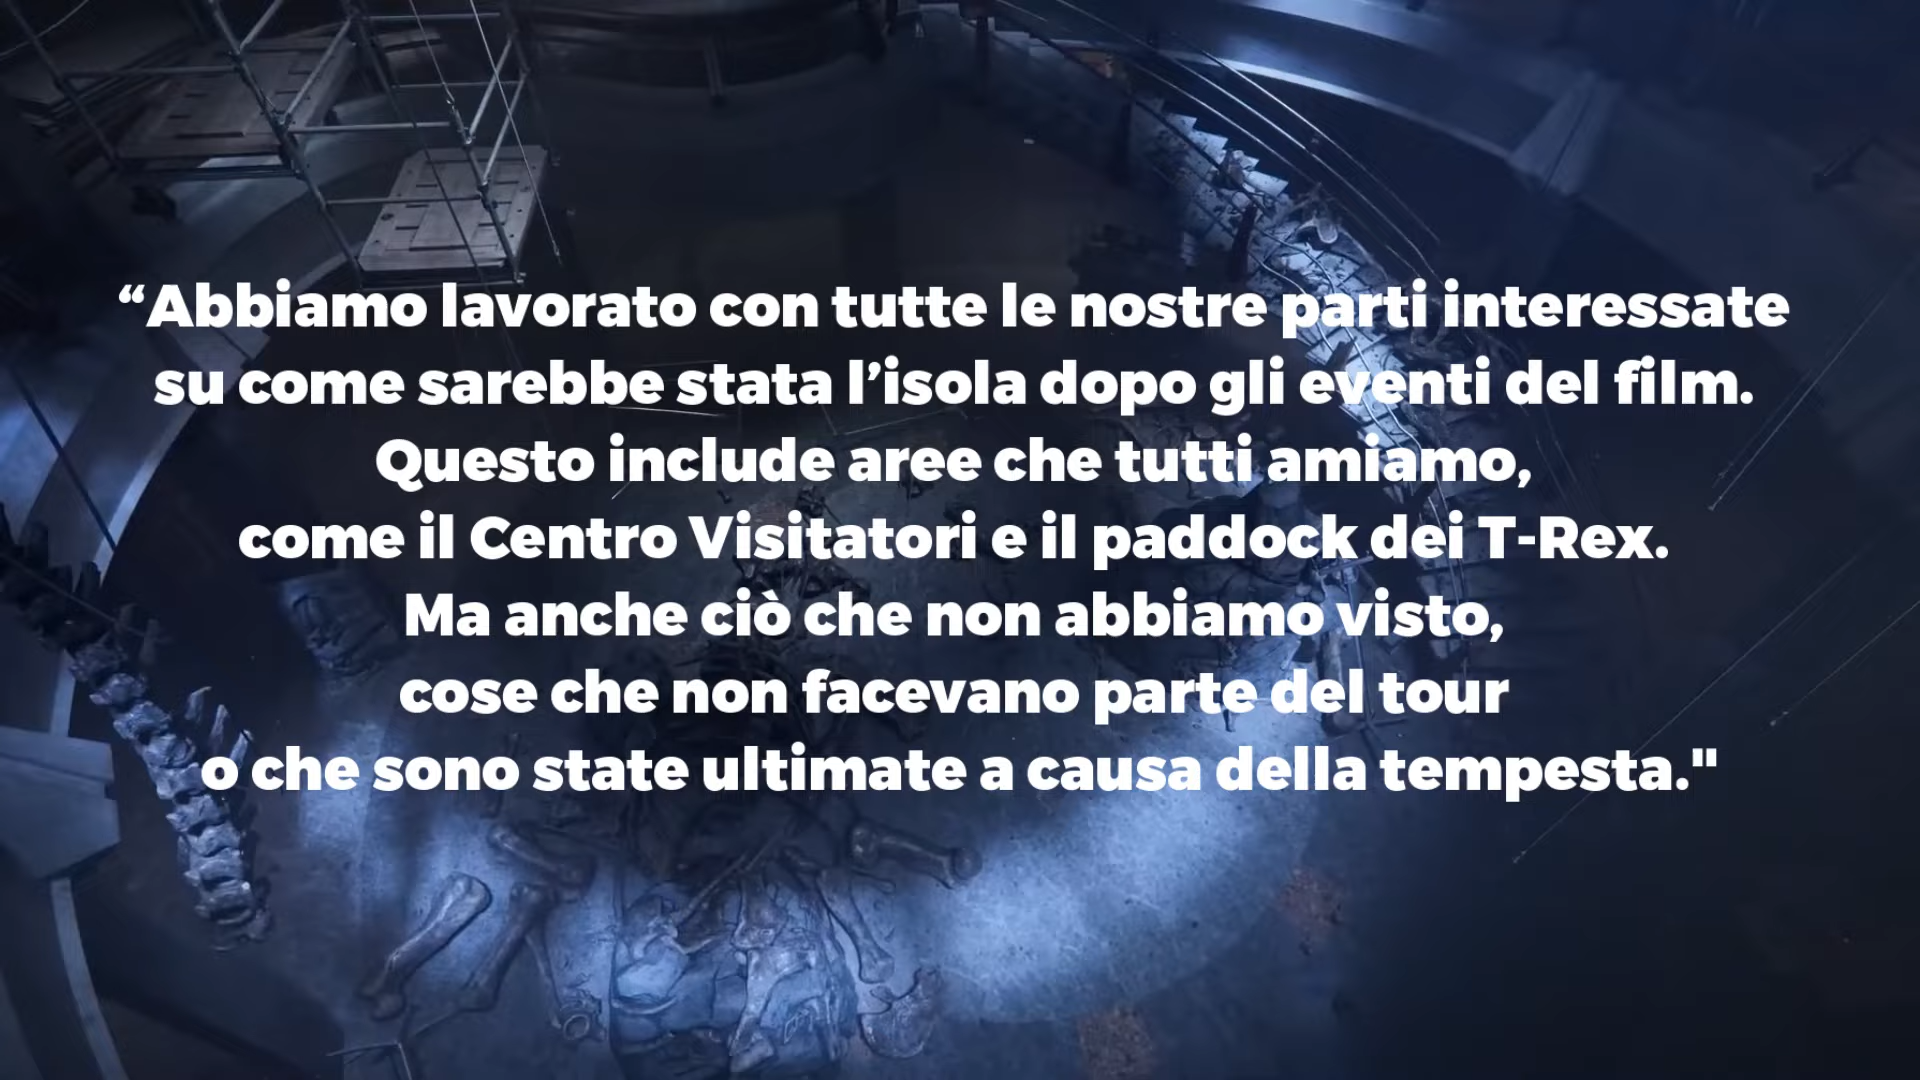 “Abbiamo lavorato con tutte le nostre parti interessate
su come sarebbe stata l’isola dopo gli eventi del film.
Questo include aree che tutti amiamo,
come il Centro Visitatori e il paddock dei T-Rex.
Ma anche ciò che non abbiamo visto,
cose che non facevano parte del tour
o che sono state ultimate a causa della tempesta."